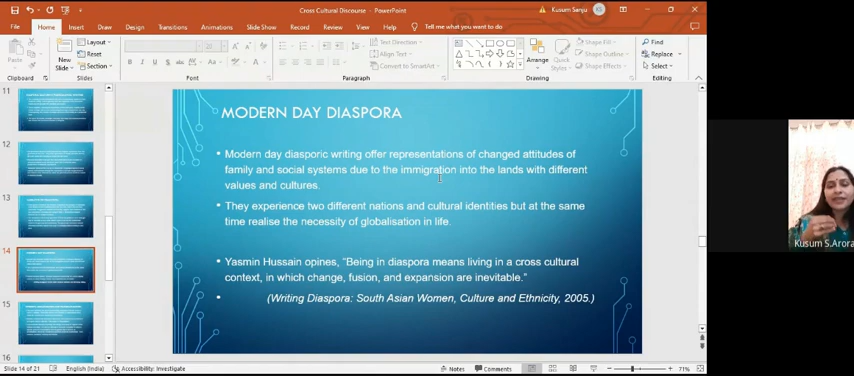 Cross Cultural Discourse - PowerPoint
Kusum Sanju
KS
File Home Insert Draw Design Transitions Animations Slide Show Record Review View Help Tell me what you want to do
Paste
Clipboard
New Slide
Layout
Reset
Section
Slides
Font
Text Direction
Align Text
Convert to SmartArt
Paragraph
Arrange
Quick Styles
Shape Fill
Shape Outline
Shape Effects
Drawing
Find
Replace
Select
Editing
11
12
13
14
15
16
MODERN DAY DIASPORA
• Modern day diasporic writing offer representations of changed attitudes of
family and social systems due to the immigration into the lands with different
values and cultures.
• They experience two different nations and cultural identities but at the same
time realise the necessity of globalisation in life.
Yasmin Hussain opines, “Being in diaspora means living in a cross cultural
context, in which change, fusion, and expansion are inevitable.”
• (Writing Diaspora: South Asian Women, Culture and Ethnicity, 2005.)
Kusum S.Arora
Slide 14 of 21 English (India) Accessibility: Investigate Notes Comments 71%